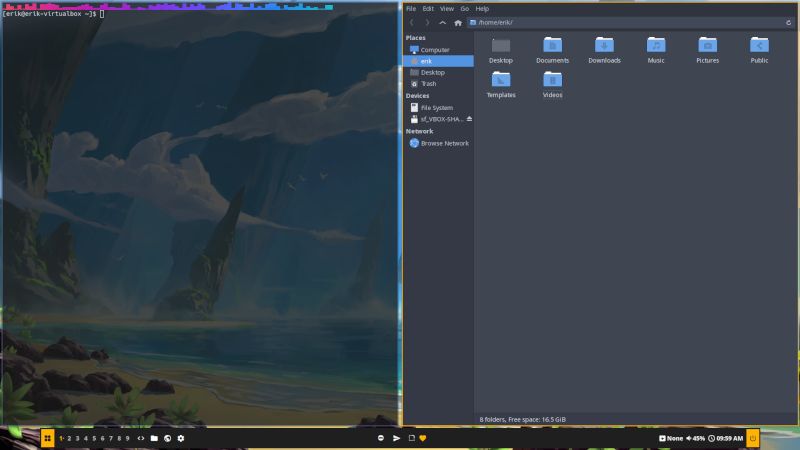 [erik@erik-virtualbox ~]$
File Edit View Go Help
/home/erik/
Places
Computer
erik
Desktop
Trash
Devices
File System
sf_VBOX-SHA...
Network
Browse Network
Desktop Documents Downloads Music Pictures Public
Templates Videos
8 folders, Free space: 16.5 GiB
1 2 3 4 5 6 7 8 9
None 45% 09:59 AM